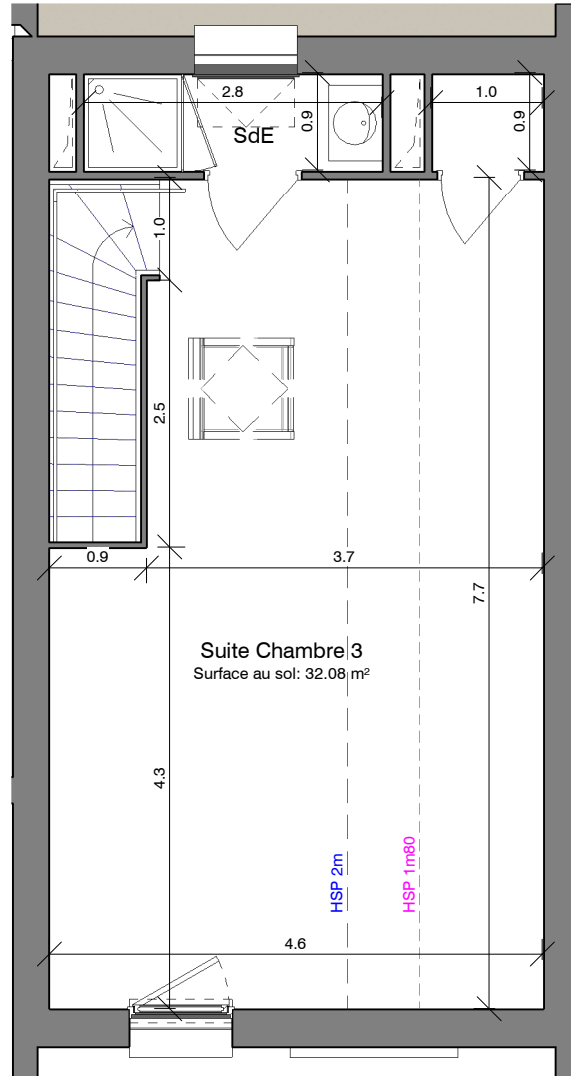 2.8
1.0
0.9
0.9
SdE
1.0
2.5
0.9
3.7
7.7
Suite Chambre 3
Surface au sol: 32.08 m²
4.3
HSP 2m
HSP 1m80
4.6